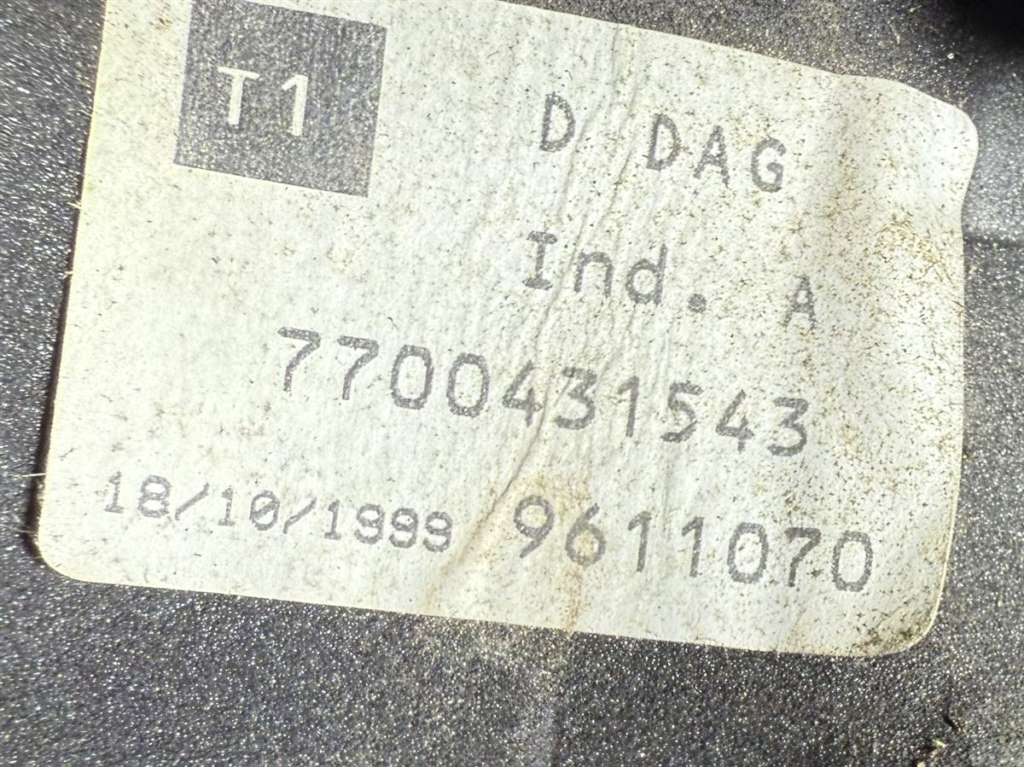 T1
D DAG
Ind. A
7700431543
18/10/1999 9611070